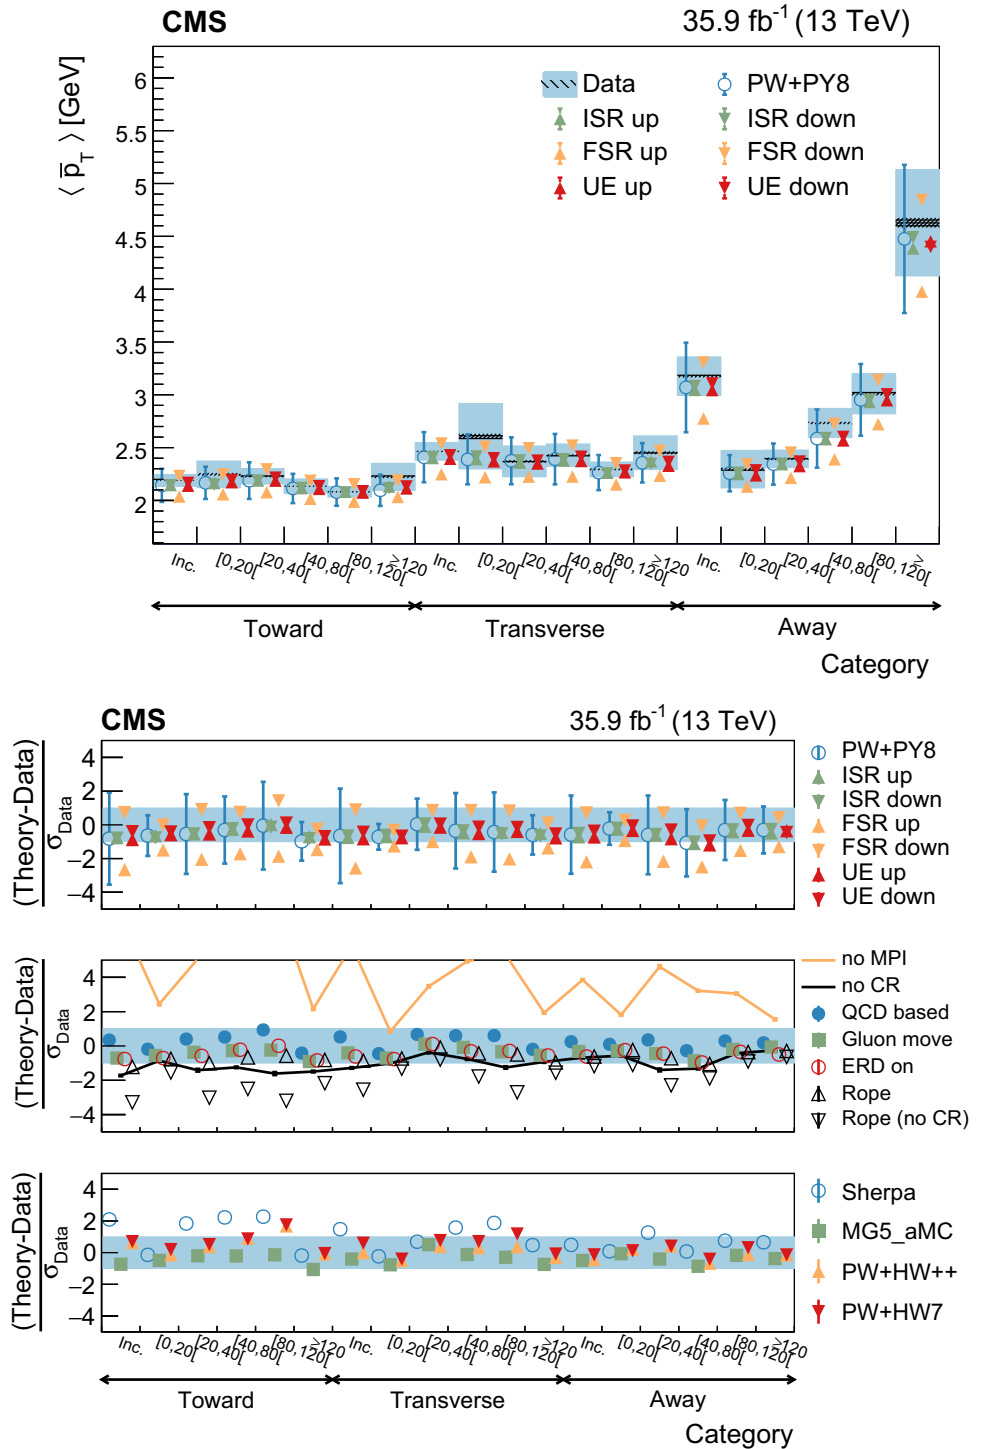 CMS 35.9 fb⁻¹ (13 TeV)
⟨ p̄_T ⟩ [GeV]
6
5.5
5
4.5
4
3.5
3
2.5
2
Data PW+PY8
ISR up ISR down
FSR up FSR down
UE up UE down
Inc. [0,20[ [20,40[ [40,80[ [80,120[ ≥120 Inc. [0,20[ [20,40[ [40,80[ [80,120[ ≥120 Inc. [0,20[ [20,40[ [40,80[ [80,120[ ≥
Toward Transverse Away
Category
CMS 35.9 fb⁻¹ (13 TeV)
(Theory-Data)
σ_Data
4
2
0
−2
−4
PW+PY8
ISR up
ISR down
FSR up
FSR down
UE up
UE down
(Theory-Data)
σ_Data
4
2
0
−2
−4
no MPI
no CR
QCD based
Gluon move
ERD on
Rope
Rope (no CR)
(Theory-Data)
σ_Data
4
2
0
−2
−4
Sherpa
MG5_aMC
PW+HW++
PW+HW7
Inc. [0,20[ [20,40[ [40,80[ [80,120[ ≥120 Inc. [0,20[ [20,40[ [40,80[ [80,120[ ≥120 Inc. [0,20[ [20,40[ [40,80[ [80,120[ ≥120
Toward Transverse Away
Category